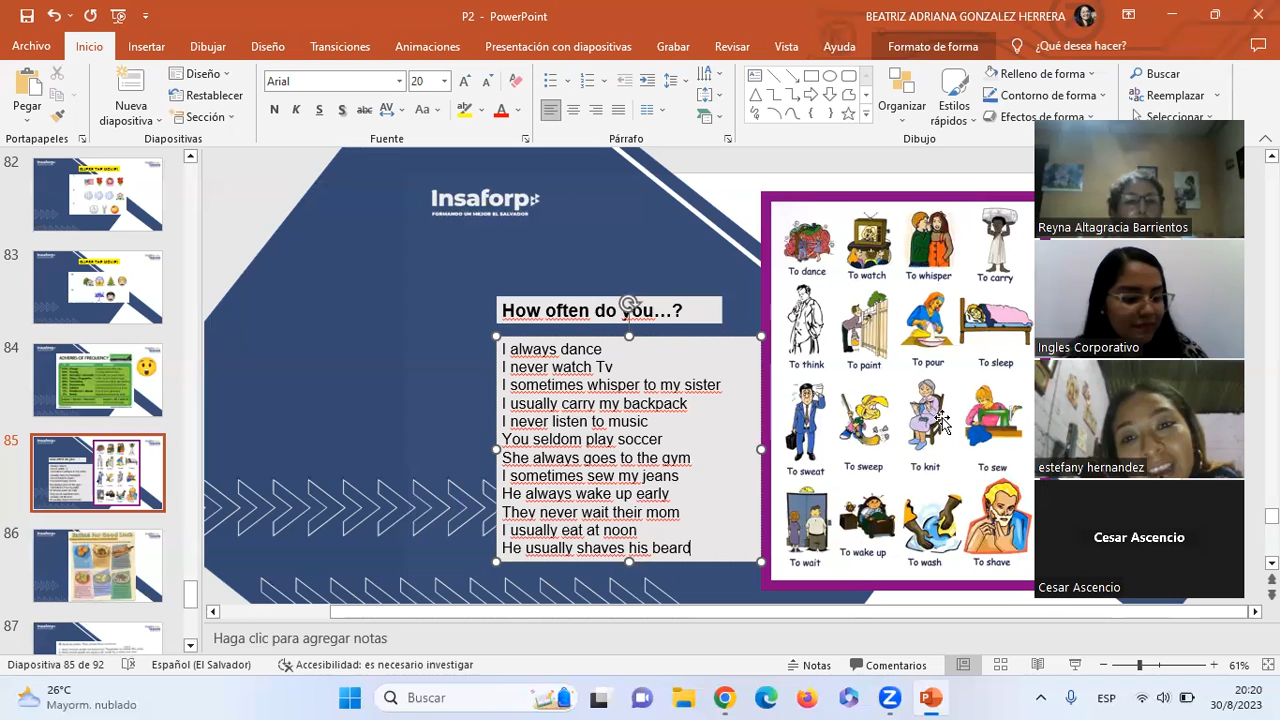 P2 - PowerPoint
BEATRIZ ADRIANA GONZALEZ HERRERA
Archivo Inicio Insertar Dibujar Diseño Transiciones Animaciones Presentación con diapositivas Grabar Revisar Vista Ayuda Formato de forma ¿Qué desea hacer?
Pegar
Portapapeles
Nueva diapositiva
Diseño
Restablecer
Sección
Diapositivas
Arial 20
N K S S abc AV Aa
Fuente
Párrafo
Organizar
Estilos rápidos
Relleno de forma
Contorno de forma
Efectos de forma
Dibujo
Buscar
Reemplazar
Seleccionar
82
83
84
85
86
87
Insaforp
FORMANDO UN MEJOR EL SALVADOR
How often do you...?
I always dance
I never watch Tv
I sometimes whisper to my sister
I usually carry my backpack
I never listen to music
You seldom play soccer
She always goes to the gym
I sometimes sew my jeans
He always wake up early
They never wait their mom
I usually eat at noon
He usually shaves his beard
To dance
To watch
To whisper
To carry
To think
To paint
To pour
To sleep
To sweat
To sweep
To knit
To sew
To wait
To wake up
To wash
To shave
Reyna Altagracia Barrientos
Ingles Corporativo
estefany hernandez
Cesar Ascencio
Cesar Ascencio
Haga clic para agregar notas
Diapositiva 85 de 92 Español (El Salvador) Accesibilidad: es necesario investigar Notas Comentarios 61%
26°C
Mayorm. nublado
Buscar
ESP
20:20
30/8/2023